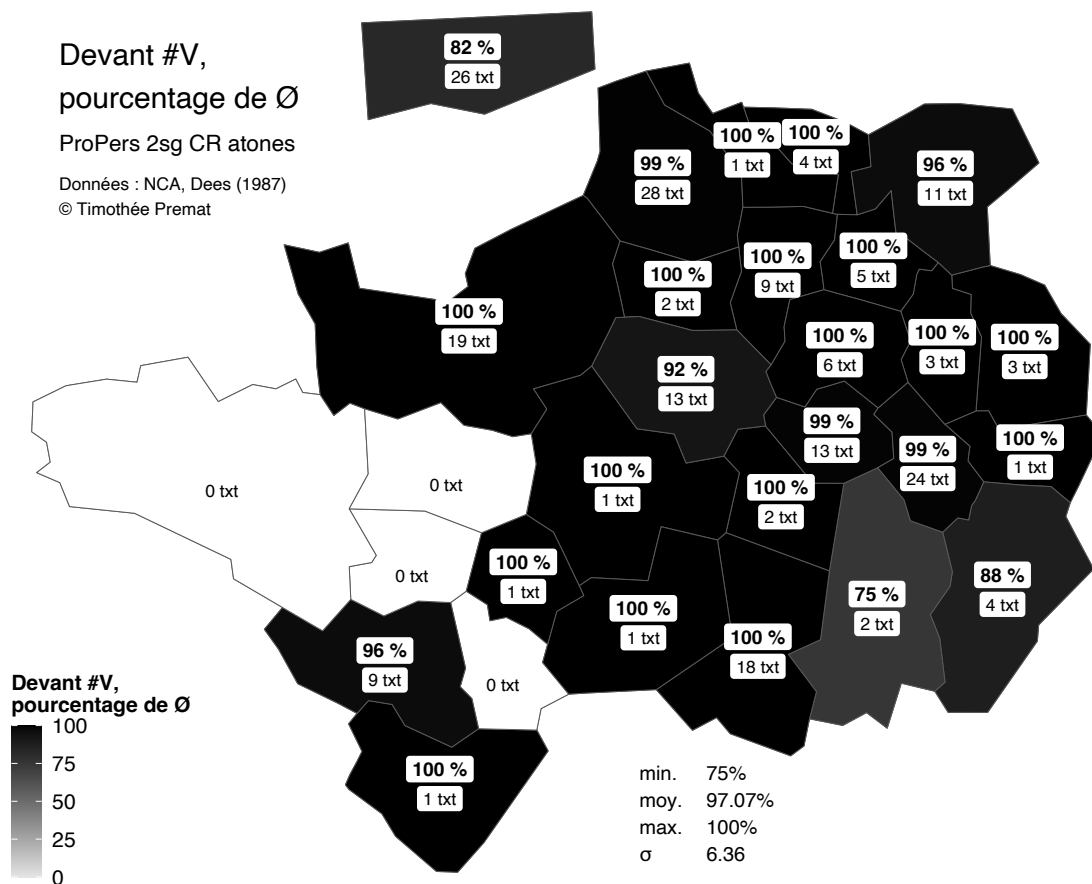 Devant #V,
pourcentage de Ø
ProPers 2sg CR atones
Données : NCA, Dees (1987)
© Timothée Premat
82 %
26 txt
99 %
28 txt
100 %
1 txt
100 %
4 txt
96 %
11 txt
100 %
19 txt
100 %
2 txt
100 %
9 txt
100 %
5 txt
92 %
13 txt
100 %
6 txt
100 %
3 txt
100 %
3 txt
99 %
13 txt
99 %
24 txt
100 %
1 txt
0 txt
0 txt
100 %
1 txt
100 %
2 txt
0 txt
100 %
1 txt
100 %
1 txt
100 %
18 txt
75 %
2 txt
88 %
4 txt
96 %
9 txt
0 txt
100 %
1 txt
Devant #V,
pourcentage de Ø
100
75
50
25
0
min. 75%
moy. 97.07%
max. 100%
σ 6.36